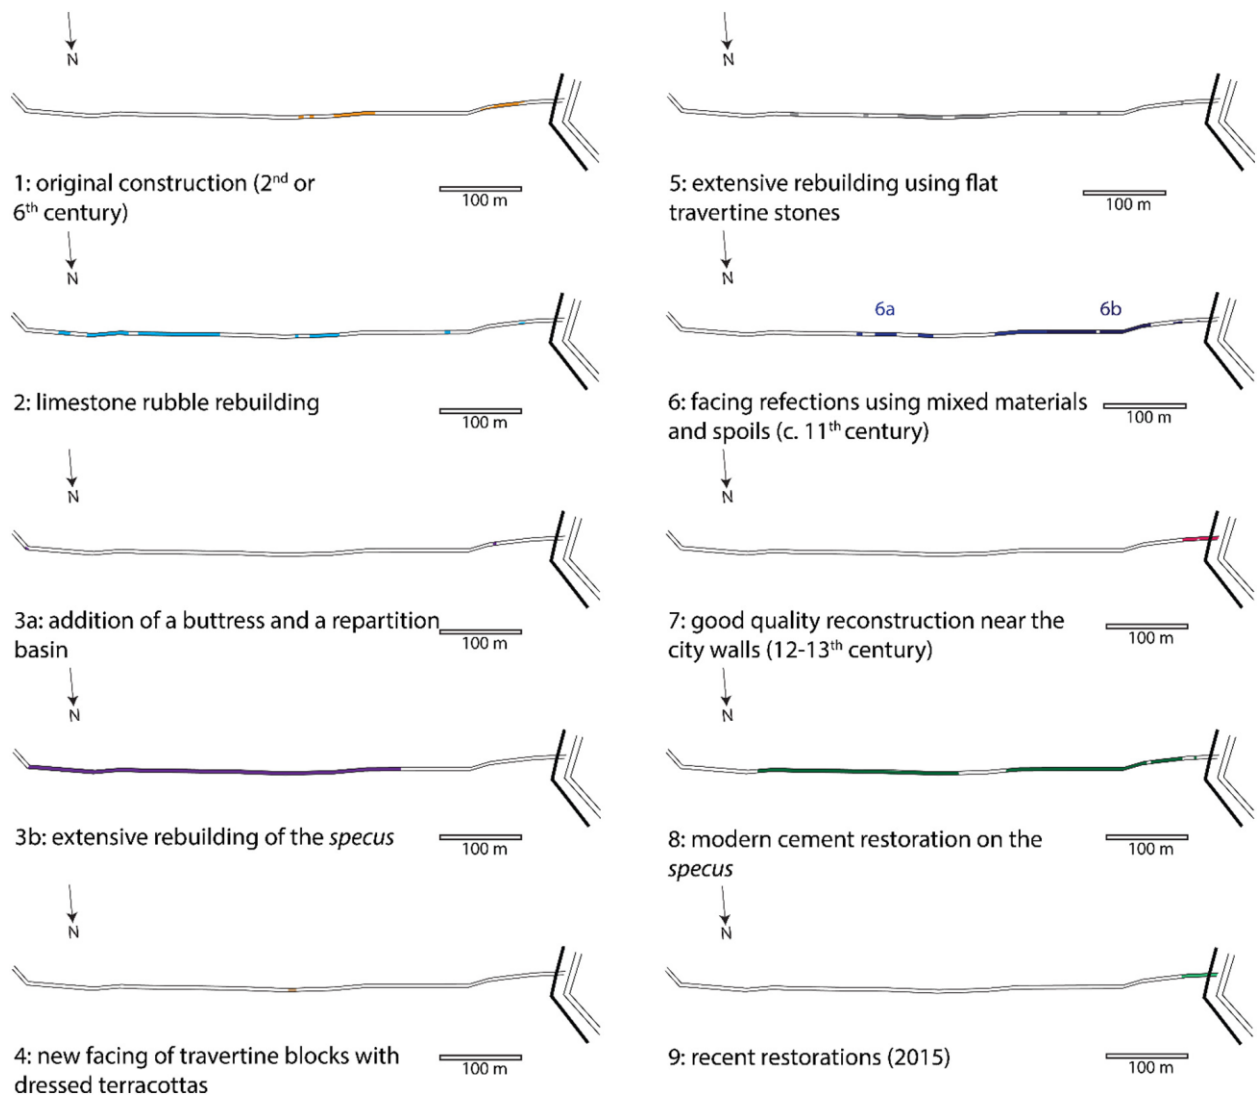 N
1: original construction (2nd or
6th century)
100 m
N
2: limestone rubble rebuilding
100 m
N
3a: addition of a buttress and a repartition
basin
100 m
N
3b: extensive rebuilding of the specus
100 m
N
4: new facing of travertine blocks with
dressed terracottas
100 m
N
5: extensive rebuilding using flat
travertine stones
100 m
N
6a
6b
6: facing refections using mixed materials
and spoils (c. 11th century)
100 m
N
7: good quality reconstruction near the
city walls (12-13th century)
100 m
N
8: modern cement restoration on the
specus
100 m
N
9: recent restorations (2015)
100 m